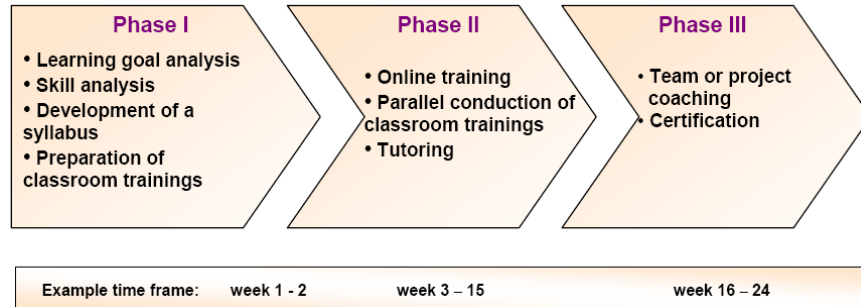 Phase I
• Learning goal analysis
• Skill analysis
• Development of a
syllabus
• Preparation of
classroom trainings
Phase II
• Online training
• Parallel conduction of
classroom trainings
• Tutoring
Phase III
• Team or project
coaching
• Certification
Example time frame: week 1 - 2 week 3 – 15 week 16 – 24